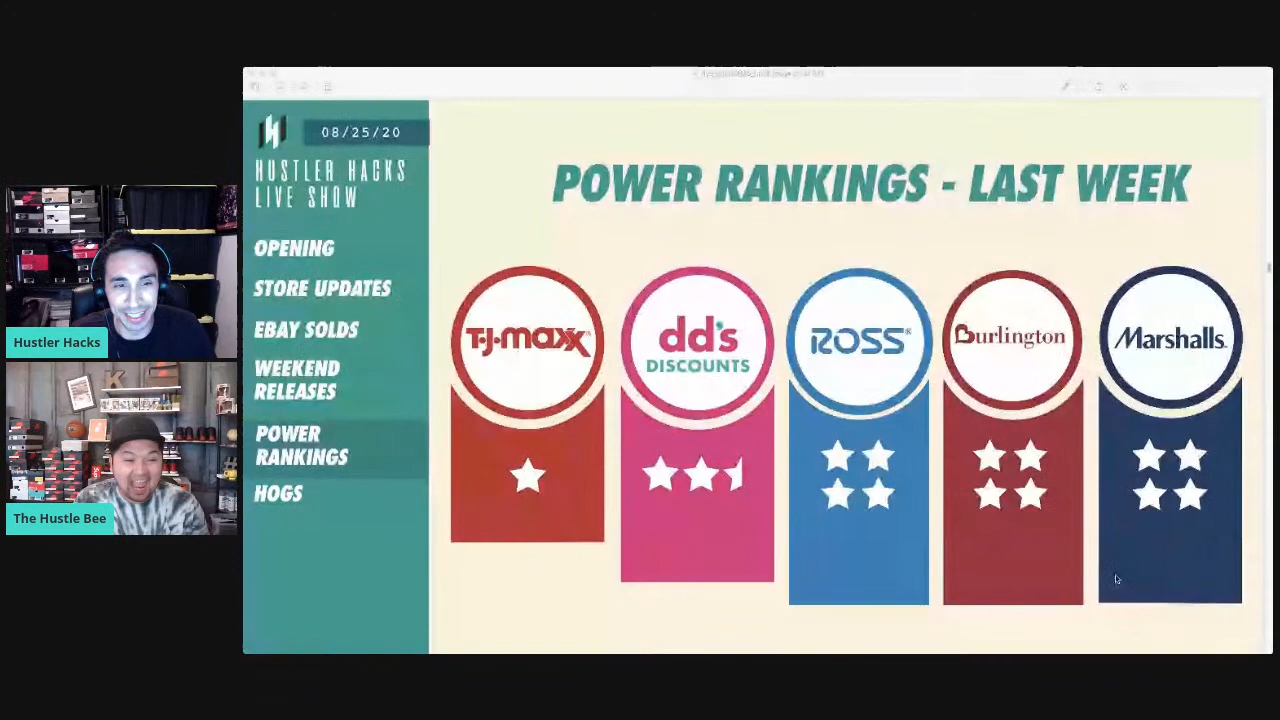 08/25/20
HUSTLER HACKS
LIVE SHOW
OPENING
STORE UPDATES
EBAY SOLDS
WEEKEND
RELEASES
POWER
RANKINGS
HOGS
POWER RANKINGS - LAST WEEK
T·J·maxx
dd's
DISCOUNTS
ROSS®
Burlington
Marshalls.
Hustler Hacks
The Hustle Bee